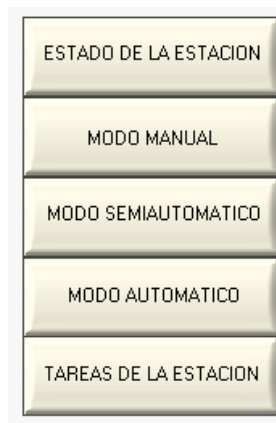 ESTADO DE LA ESTACION
MODO MANUAL
MODO SEMIAUTOMATICO
MODO AUTOMATICO
TAREAS DE LA ESTACION